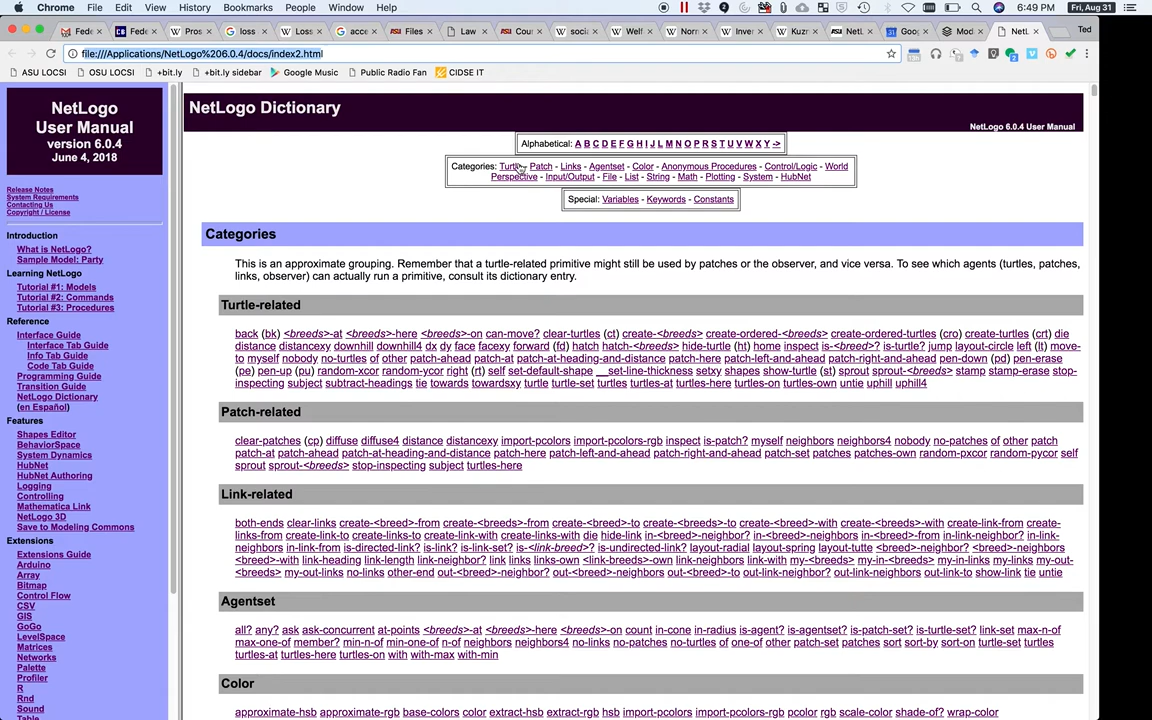 Chrome File Edit View History Bookmarks People Window Help
6:49 PM Fri, Aug 31
Fede Fede Pros G loss Loss acce Files Law Cour socia Welf Norn Inver Kuzn NetL Goog Mod NetL Ted
file:///Applications/NetLogo%206.0.4/docs/index2.html
ASU LOCSI OSU LOCSI +bit.ly +bit.ly sidebar Google Music Public Radio Fan CIDSE IT
NetLogo
User Manual
version 6.0.4
June 4, 2018
Release Notes
System Requirements
Contacting Us
Copyright / License
Introduction
What is NetLogo?
Sample Model: Party
Learning NetLogo
Tutorial #1: Models
Tutorial #2: Commands
Tutorial #3: Procedures
Reference
Interface Guide
Interface Tab Guide
Info Tab Guide
Code Tab Guide
Programming Guide
Transition Guide
NetLogo Dictionary
(en Español)
Features
Shapes Editor
BehaviorSpace
System Dynamics
HubNet
HubNet Authoring
Logging
Controlling
Mathematica Link
NetLogo 3D
Save to Modeling Commons
Extensions
Extensions Guide
Arduino
Array
Bitmap
Control Flow
CSV
GIS
GoGo
LevelSpace
Matrices
Networks
Palette
Profiler
R
Rnd
Sound
Table
NetLogo Dictionary
NetLogo 6.0.4 User Manual
Alphabetical: A B C D E F G H I J L M N O P R S T U V W X Y ->
Categories: Turtle - Patch - Links - Agentset - Color - Anonymous Procedures - Control/Logic - World
Perspective - Input/Output - File - List - String - Math - Plotting - System - HubNet
Special: Variables - Keywords - Constants
Categories
This is an approximate grouping. Remember that a turtle-related primitive might still be used by patches or the observer, and vice versa. To see which agents (turtles, patches,
links, observer) can actually run a primitive, consult its dictionary entry.
Turtle-related
back (bk) <breeds>-at <breeds>-here <breeds>-on can-move? clear-turtles (ct) create-<breeds> create-ordered-<breeds> create-ordered-turtles (cro) create-turtles (crt) die
distance distancexy downhill downhill4 dx dy face facexy forward (fd) hatch hatch-<breeds> hide-turtle (ht) home inspect is-<breed>? is-turtle? jump layout-circle left (lt) move-
to myself nobody no-turtles of other patch-ahead patch-at patch-at-heading-and-distance patch-here patch-left-and-ahead patch-right-and-ahead pen-down (pd) pen-erase
(pe) pen-up (pu) random-xcor random-ycor right (rt) self set-default-shape __set-line-thickness setxy shapes show-turtle (st) sprout sprout-<breeds> stamp stamp-erase stop-
inspecting subject subtract-headings tie towards towardsxy turtle turtle-set turtles turtles-at turtles-here turtles-on turtles-own untie uphill uphill4
Patch-related
clear-patches (cp) diffuse diffuse4 distance distancexy import-pcolors import-pcolors-rgb inspect is-patch? myself neighbors neighbors4 nobody no-patches of other patch
patch-at patch-ahead patch-at-heading-and-distance patch-here patch-left-and-ahead patch-right-and-ahead patch-set patches patches-own random-pxcor random-pycor self
sprout sprout-<breeds> stop-inspecting subject turtles-here
Link-related
both-ends clear-links create-<breed>-from create-<breeds>-from create-<breed>-to create-<breeds>-to create-<breed>-with create-<breeds>-with create-link-from create-
links-from create-link-to create-links-to create-link-with create-links-with die hide-link in-<breed>-neighbor? in-<breed>-neighbors in-<breed>-from in-link-neighbor? in-link-
neighbors in-link-from is-directed-link? is-link? is-link-set? is-<link-breed>? is-undirected-link? layout-radial layout-spring layout-tutte <breed>-neighbor? <breed>-neighbors
<breed>-with link-heading link-length link-neighbor? link links links-own <link-breeds>-own link-neighbors link-with my-<breeds> my-in-<breeds> my-in-links my-links my-out-
<breeds> my-out-links no-links other-end out-<breed>-neighbor? out-<breed>-neighbors out-<breed>-to out-link-neighbor? out-link-neighbors out-link-to show-link tie untie
Agentset
all? any? ask ask-concurrent at-points <breeds>-at <breeds>-here <breeds>-on count in-cone in-radius is-agent? is-agentset? is-patch-set? is-turtle-set? link-set max-n-of
max-one-of member? min-n-of min-one-of n-of neighbors neighbors4 no-links no-patches no-turtles of one-of other patch-set patches sort sort-by sort-on turtle-set turtles
turtles-at turtles-here turtles-on with with-max with-min
Color
approximate-hsb approximate-rgb base-colors color extract-hsb extract-rgb hsb import-pcolors import-pcolors-rgb pcolor rgb scale-color shade-of? wrap-color